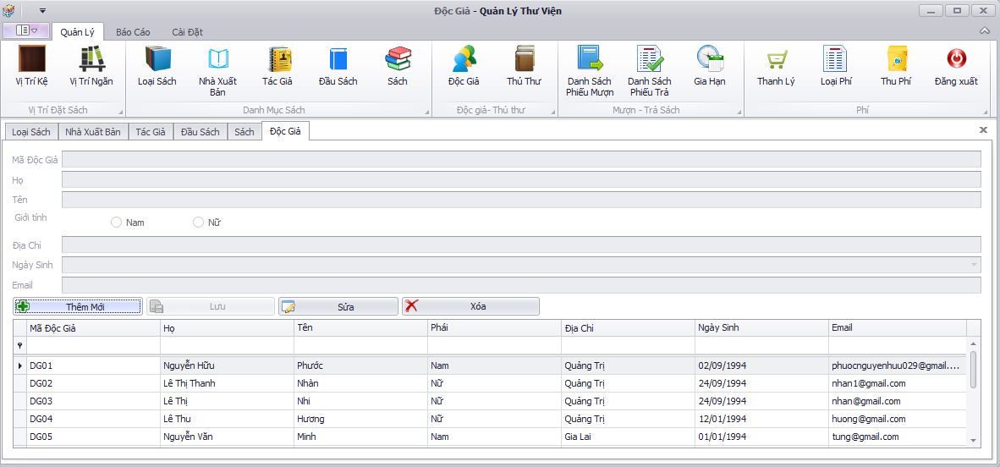 Độc Giả - Quản Lý Thư Viện
Quản Lý Báo Cáo Cài Đặt
Vị Trí Kệ Vị Trí Ngăn Loại Sách Nhà Xuất Bản Tác Giả Đầu Sách Sách Độc Giả Thủ Thư Danh Sách Phiếu Mượn Danh Sách Phiếu Trả Gia Hạn Thanh Lý Loại Phí Thu Phí Đăng xuất
Vị Trí Đặt Sách Danh Mục Sách Độc giả- Thủ thư Mượn - Trả Sách Phí
Loại Sách Nhà Xuất Bản Tác Giả Đầu Sách Sách Độc Giả
Mã Độc Giả
Họ
Tên
Giới tính
Nam Nữ
Địa Chỉ
Ngày Sinh
Email
Thêm Mới Lưu Sửa Xóa
Mã Độc Giả Họ Tên Phái Địa Chỉ Ngày Sinh Email
DG01 Nguyễn Hữu Phước Nam Quảng Trị 02/09/1994 phuocnguyenhuu029@gmail....
DG02 Lê Thị Thanh Nhàn Nữ Quảng Trị 24/09/1994 nhan1@gmail.com
DG03 Lê Thị Nhi Nữ Quảng Trị 24/09/1994 nhan@gmail.com
DG04 Lê Thu Hương Nữ Quảng Trị 12/01/1994 huong@gmail.com
DG05 Nguyễn Văn Minh Nam Gia Lai 01/01/1994 tung@gmail.com